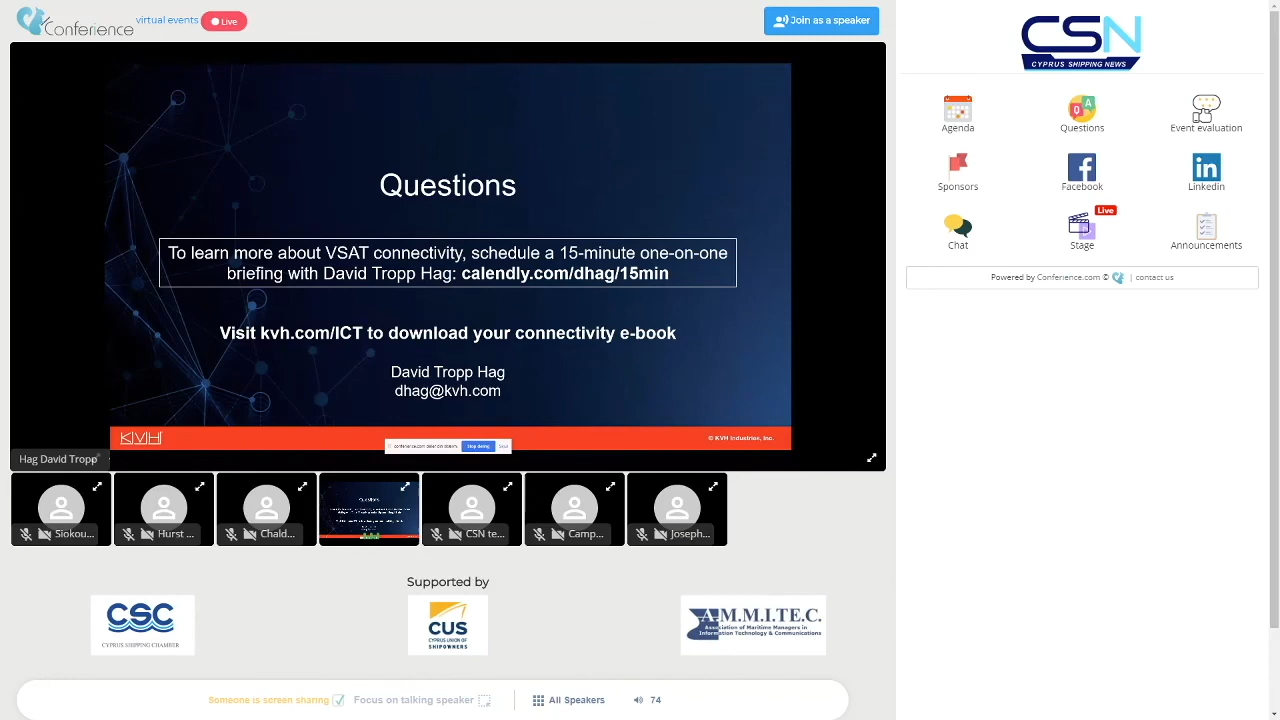 Conference
virtual events
Live
Join as a speaker
Questions
To learn more about VSAT connectivity, schedule a 15-minute one-on-one
briefing with David Tropp Hag: calendly.com/dhag/15min
Visit kvh.com/ICT to download your connectivity e-book
David Tropp Hag
dhag@kvh.com
KVH
© KVH Industries, Inc.
Stop sharing
Hag David Tropp
Siokou...
Hurst ...
Chald...
Questions
CSN te...
Camp...
Joseph...
Supported by
CSC
CYPRUS SHIPPING CHAMBER
CUS
CYPRUS UNION OF
SHIPOWNERS
A.M.M.I.TE.C.
Association of Maritime Managers in
Information Technology & Communications
Someone is screen sharing
Focus on talking speaker
All Speakers
74
CSN
CYPRUS SHIPPING NEWS
Agenda
Questions
Event evaluation
Sponsors
Facebook
Linkedin
Chat
Live
Stage
Announcements
Powered by Conference.com © | contact us